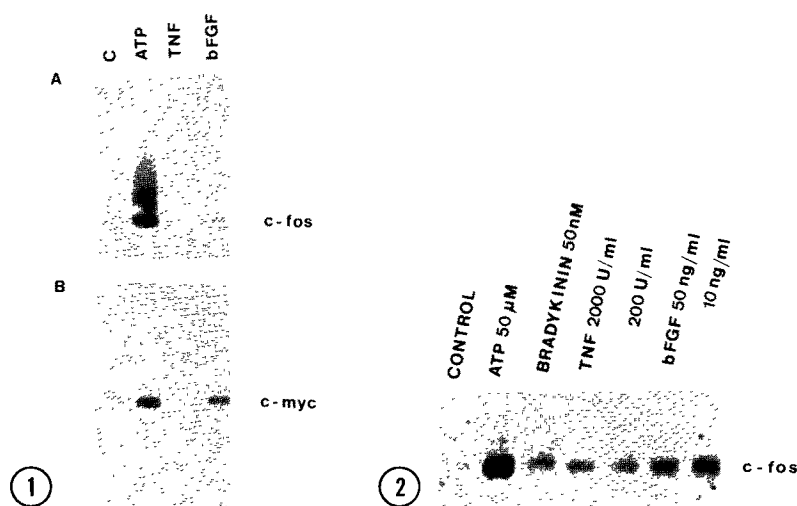 C
ATP
TNF
bFGF
A
c-fos
B
c-myc
1
CONTROL
ATP 50 µM
BRADYKININ 50nM
TNF 2000 U/ml
200 U/ml
bFGF 50 ng/ml
10 ng/ml
c-fos
2